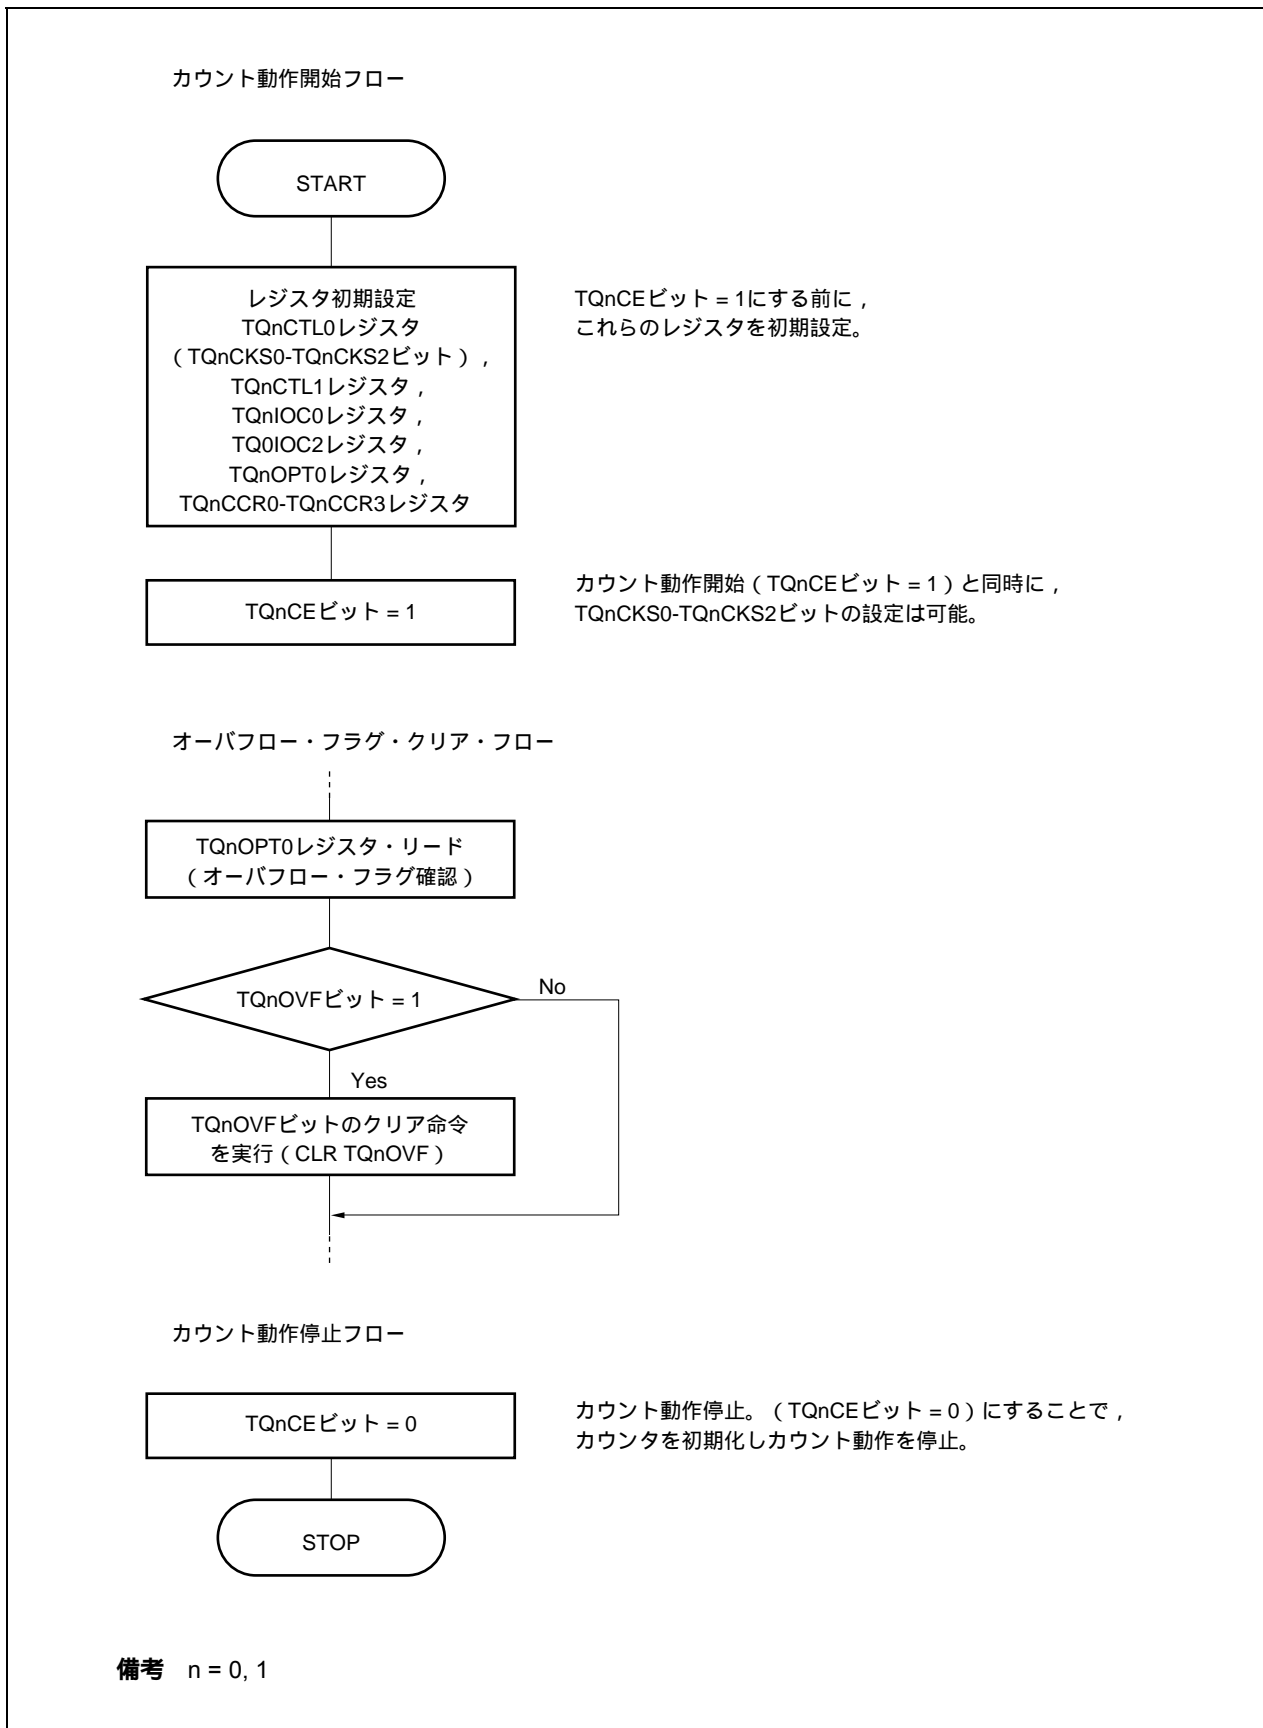 カウント動作開始フロー
START
レジスタ初期設定
TQnCTL0レジスタ
（TQnCKS0-TQnCKS2ビット），
TQnCTL1レジスタ，
TQnIOC0レジスタ，
TQ0IOC2レジスタ，
TQnOPT0レジスタ，
TQnCCR0-TQnCCR3レジスタ
TQnCEビット = 1にする前に，
これらのレジスタを初期設定。
TQnCEビット = 1
カウント動作開始（TQnCEビット = 1）と同時に，
TQnCKS0-TQnCKS2ビットの設定は可能。
オーバフロー・フラグ・クリア・フロー
TQnOPT0レジスタ・リード
（オーバフロー・フラグ確認）
TQnOVFビット = 1
No
Yes
TQnOVFビットのクリア命令
を実行（CLR TQnOVF）
カウント動作停止フロー
TQnCEビット = 0
カウント動作停止。（TQnCEビット = 0）にすることで，
カウンタを初期化しカウント動作を停止。
STOP
備考 n = 0, 1